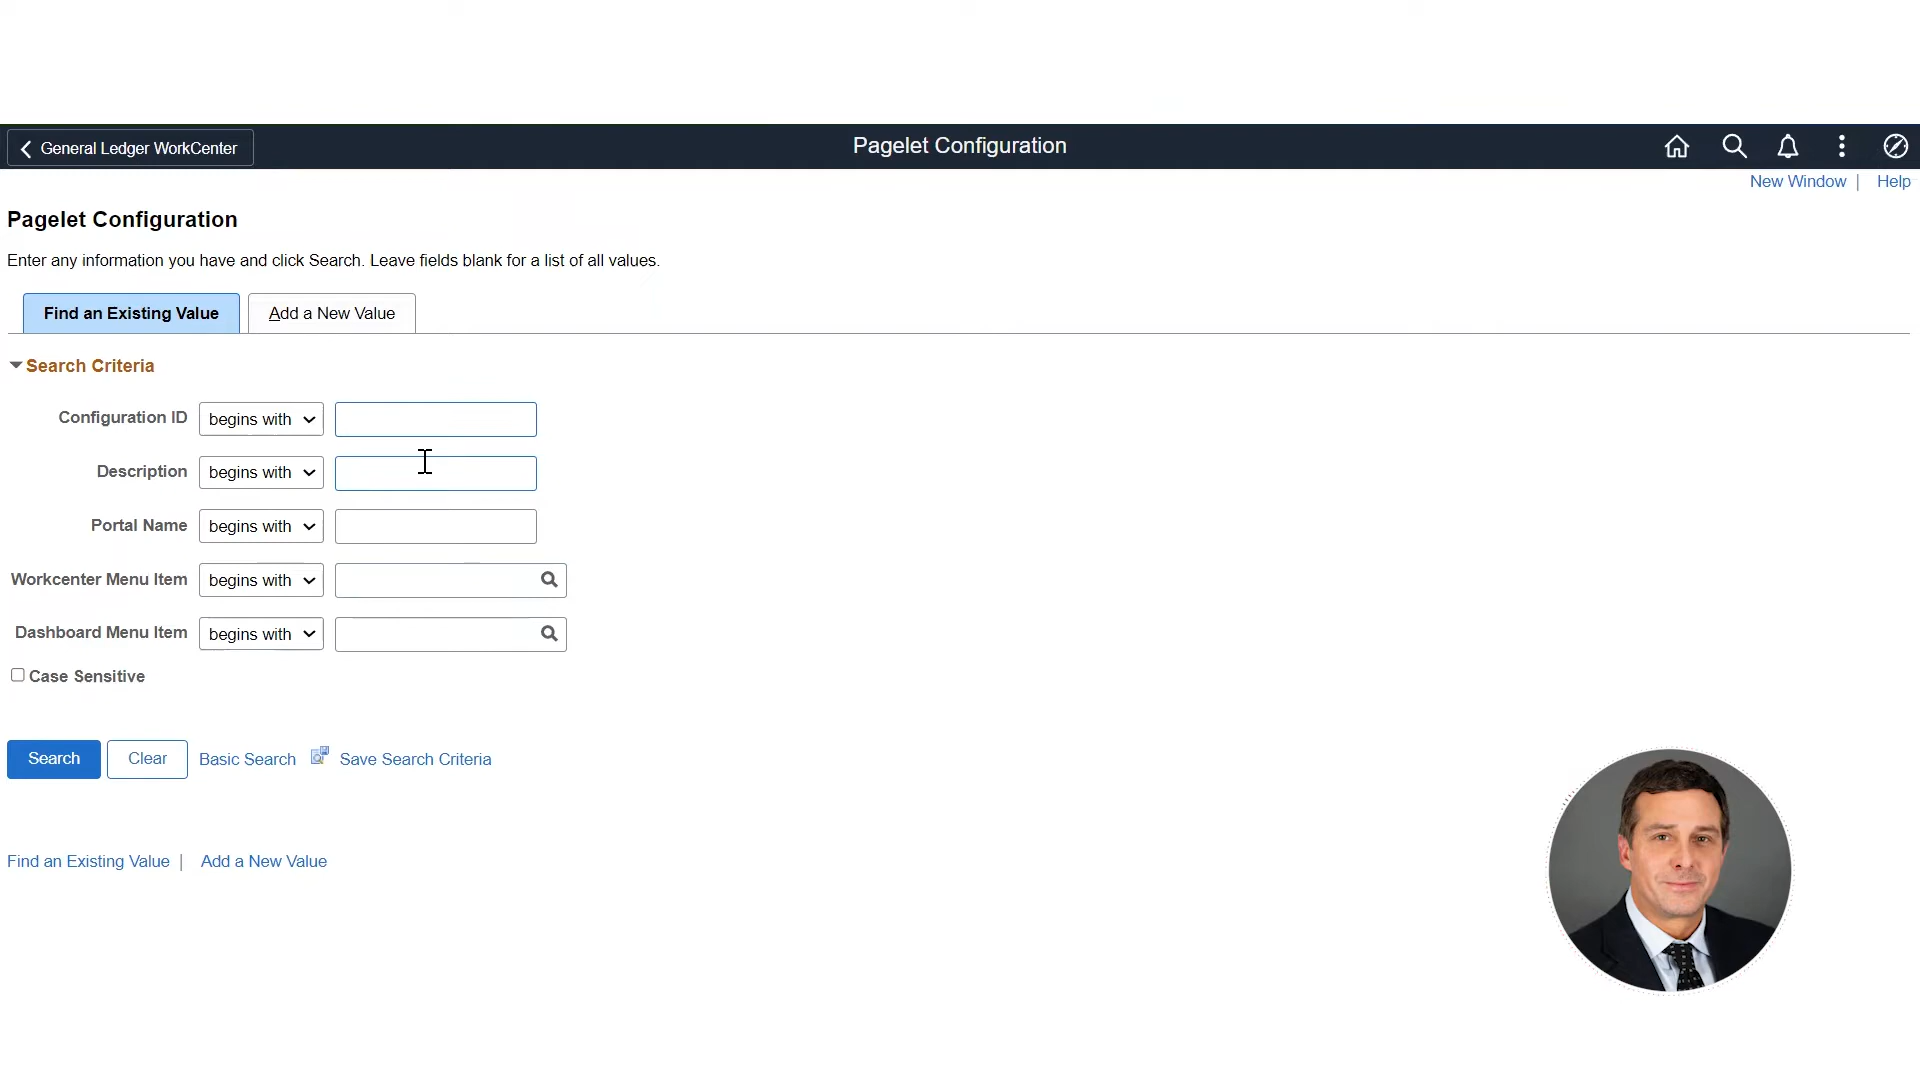 General Ledger WorkCenter
Pagelet Configuration
New Window | Help
Pagelet Configuration
Enter any information you have and click Search. Leave fields blank for a list of all values.
Find an Existing Value
Add a New Value
Search Criteria
Configuration ID begins with
Description begins with
Portal Name begins with
Workcenter Menu Item begins with
Dashboard Menu Item begins with
Case Sensitive
Search Clear Basic Search Save Search Criteria
Find an Existing Value | Add a New Value